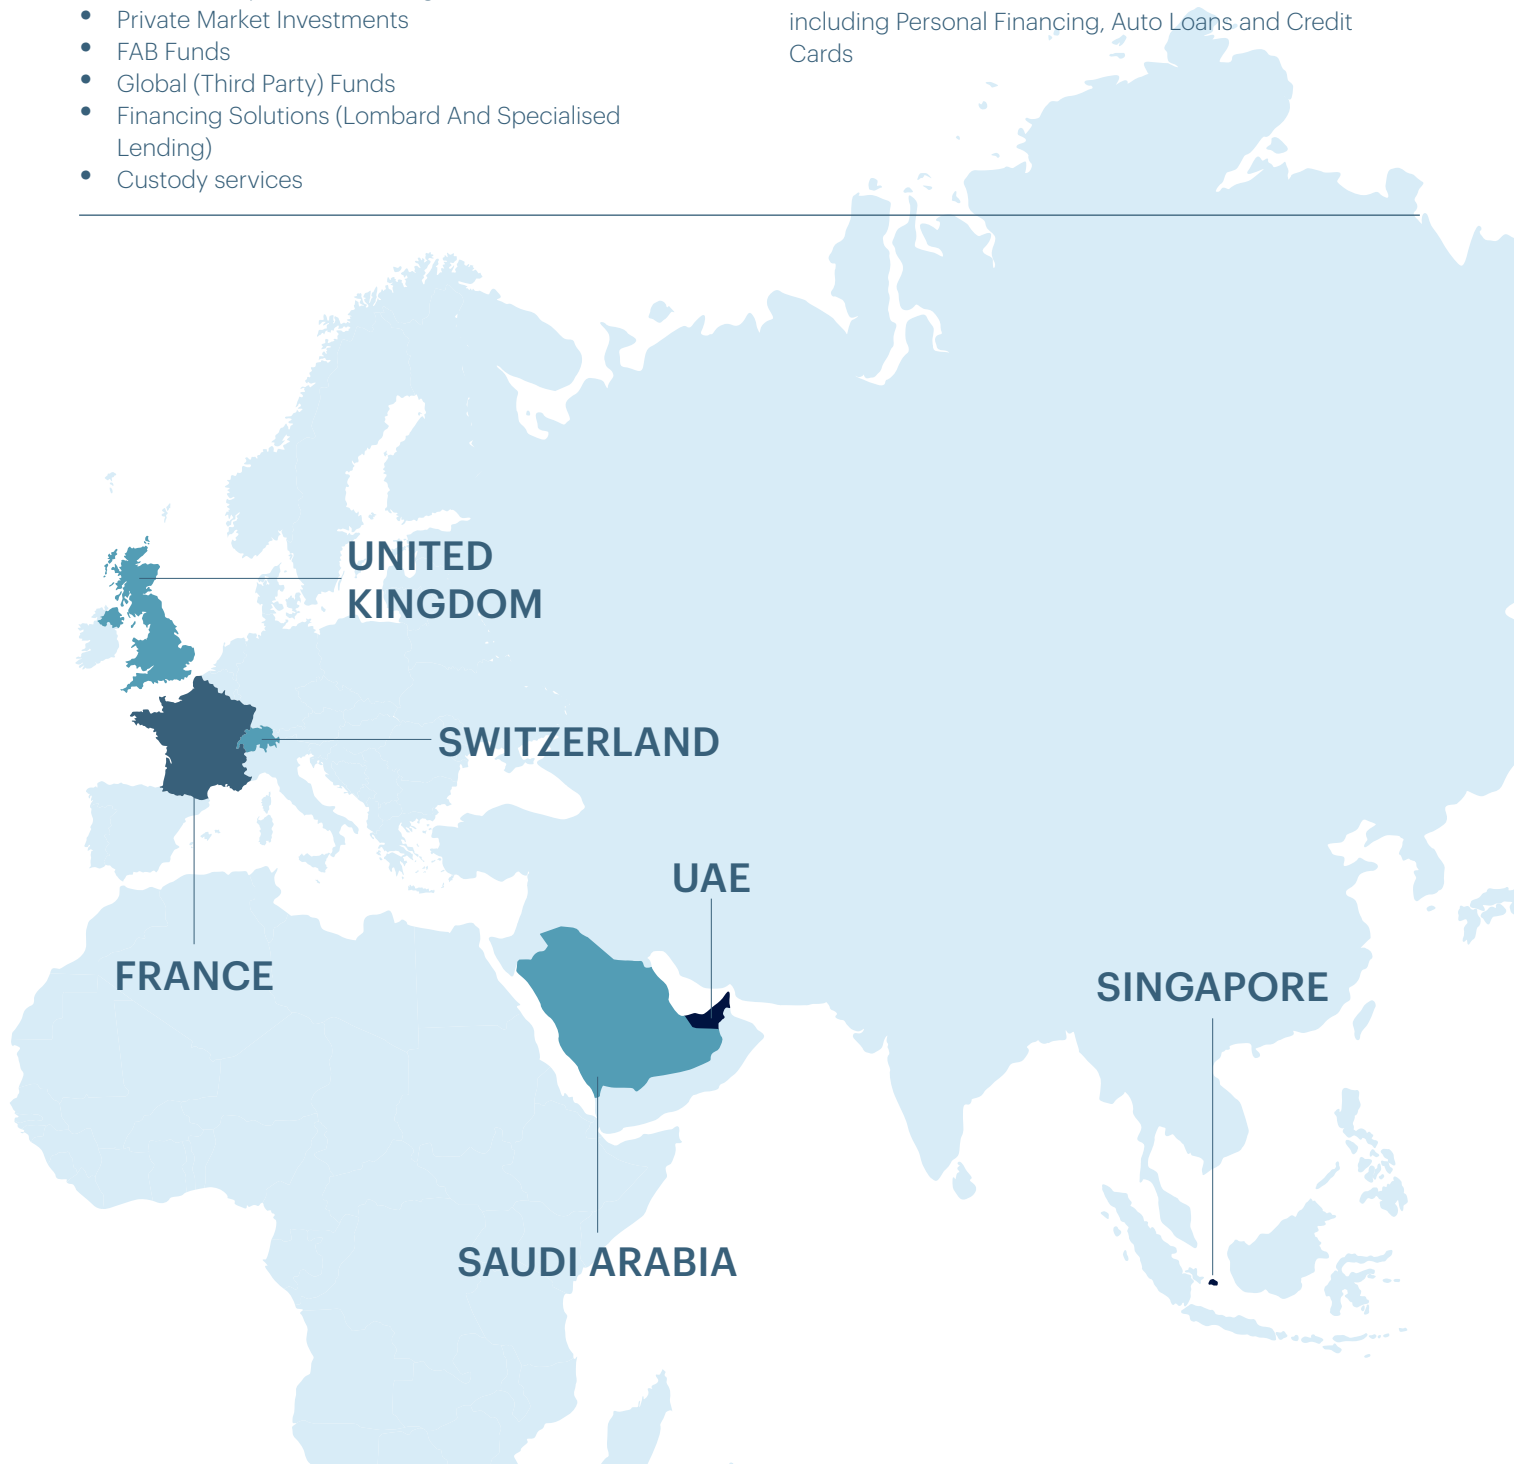 • Private Market Investments
• FAB Funds
• Global (Third Party) Funds
• Financing Solutions (Lombard And Specialised
Lending)
• Custody services
including Personal Financing, Auto Loans and Credit
Cards
UNITED
KINGDOM
SWITZERLAND
UAE
FRANCE
SINGAPORE
SAUDI ARABIA